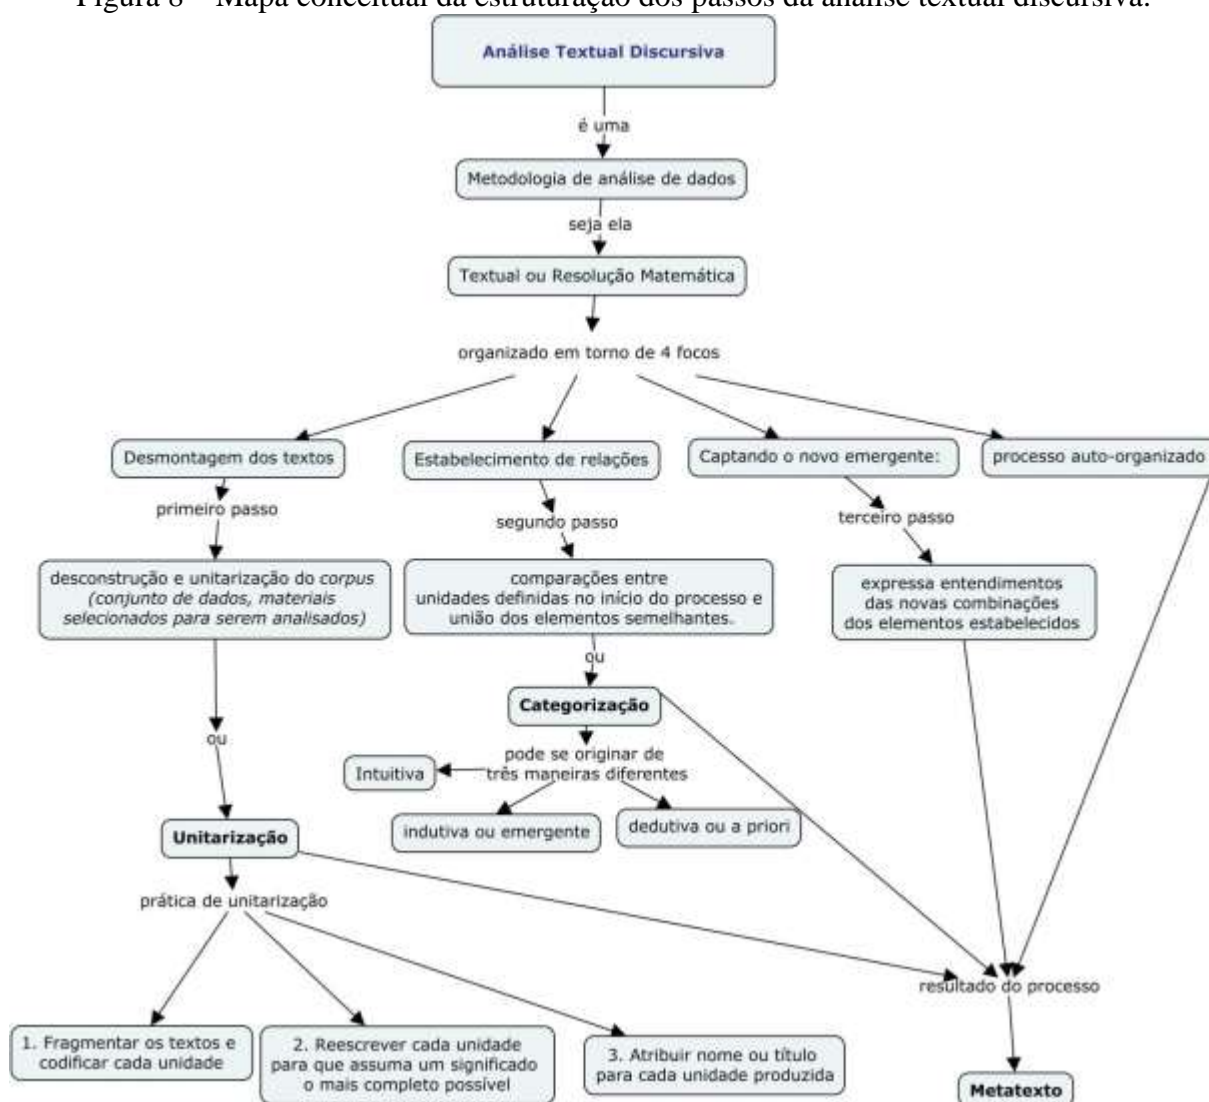 Figura 8 – Mapa conceitual da estruturação dos passos da análise textual discursiva.
Análise Textual Discursiva
é uma
Metodologia de análise de dados
seja ela
Textual ou Resolução Matemática
organizado em torno de 4 focos
Desmontagem dos textos
Estabelecimento de relações
Captando o novo emergente:
processo auto-organizado
primeiro passo
segundo passo
terceiro passo
desconstrução e unitarização do corpus
(conjunto de dados, materiais
selecionados para serem analisados)
comparações entre
unidades definidas no início do processo e
união dos elementos semelhantes.
expressa entendimentos
das novas combinações
dos elementos estabelecidos
ou
Categorização
pode se originar de
três maneiras diferentes
Intuitiva
indutiva ou emergente
dedutiva ou a priori
ou
Unitarização
prática de unitarização
resultado do processo
1. Fragmentar os textos e
codificar cada unidade
2. Reescrever cada unidade
para que assuma um significado
o mais completo possível
3. Atribuir nome ou título
para cada unidade produzida
Metatexto